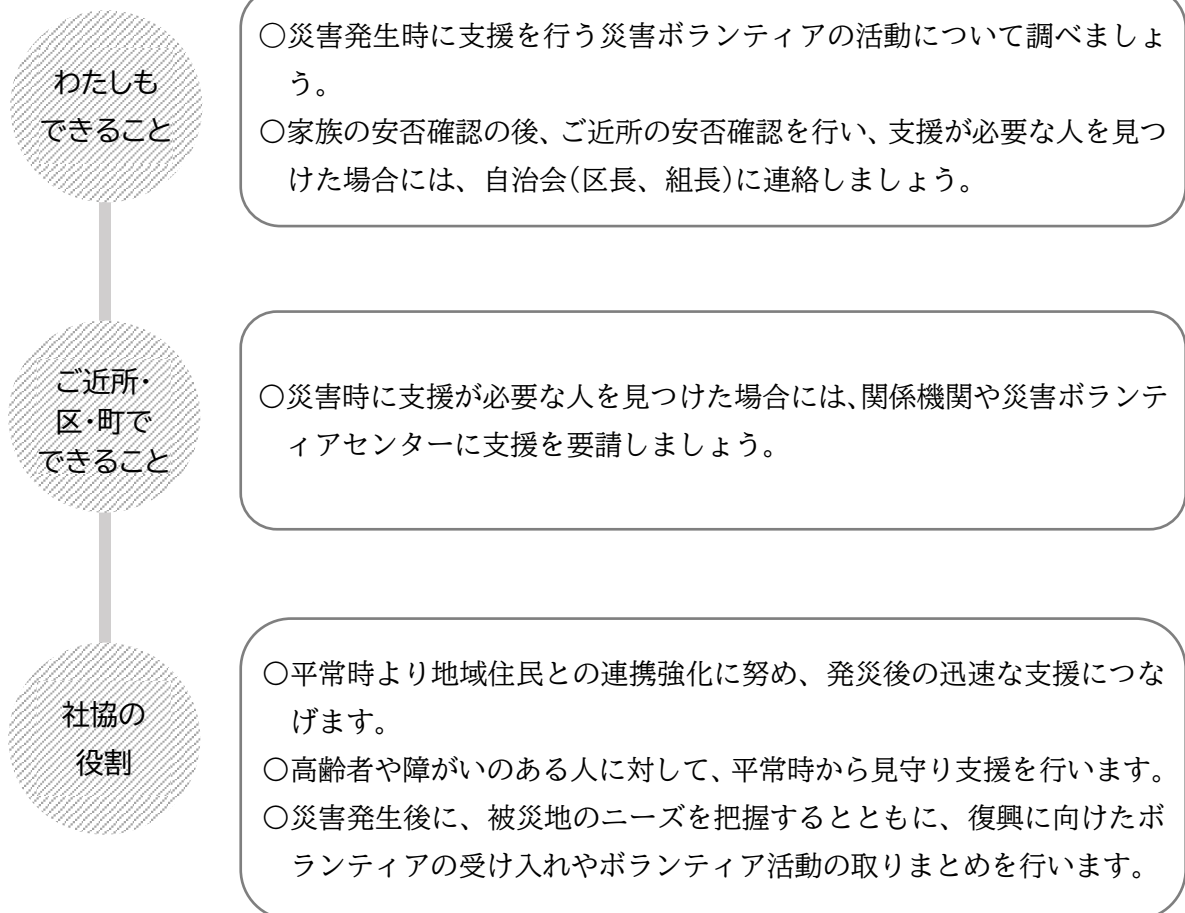 わたしも
できること
○災害発生時に支援を行う災害ボランティアの活動について調べましょ
う。
○家族の安否確認の後、ご近所の安否確認を行い、支援が必要な人を見つ
けた場合には、自治会(区長、組長)に連絡しましょう。
ご近所・
区・町で
できること
○災害時に支援が必要な人を見つけた場合には、関係機関や災害ボランテ
ィアセンターに支援を要請しましょう。
社協の
役割
○平常時より地域住民との連携強化に努め、発災後の迅速な支援につな
げます。
○高齢者や障がいのある人に対して、平常時から見守り支援を行います。
○災害発生後に、被災地のニーズを把握するとともに、復興に向けたボ
ランティアの受け入れやボランティア活動の取りまとめを行います。